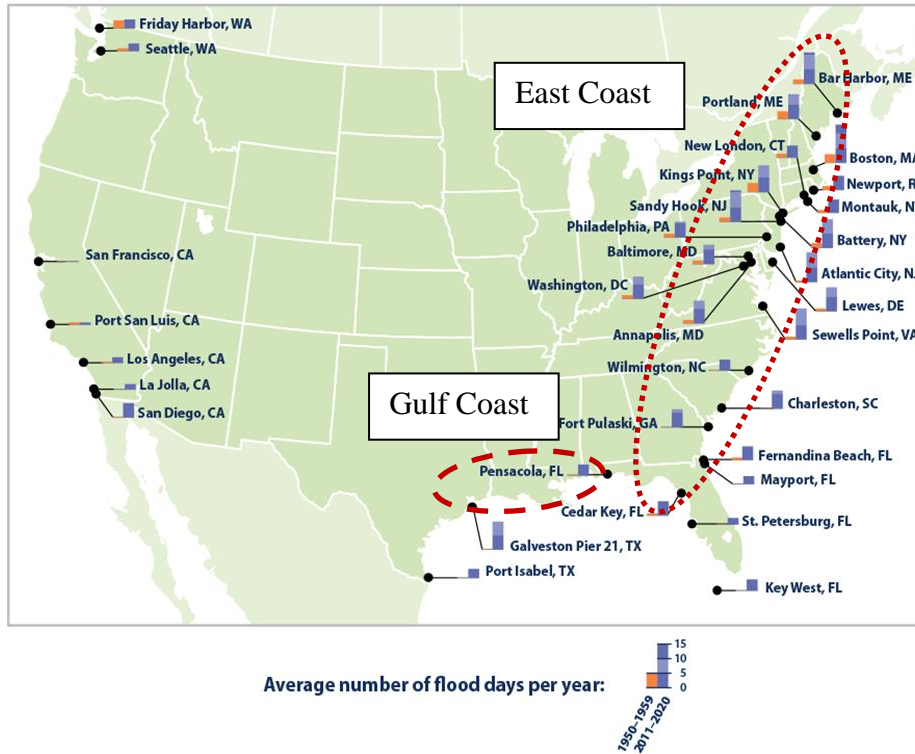 Friday Harbor, WA
Seattle, WA
East Coast
Bar Harbor, ME
Portland, ME
New London, CT
Boston, MA
Kings Point, NY
Newport, R
Sandy Hook, NJ
Montauk, N
Philadelphia, PA
Battery, NY
Baltimore, MD
San Francisco, CA
Atlantic City, NJ
Washington, DC
Lewes, DE
Port San Luis, CA
Annapolis, MD
Sewells Point, VA
Los Angeles, CA
Wilmington, NC
La Jolla, CA
Gulf Coast
Charleston, SC
San Diego, CA
Fort Pulaski, GA
Fernandina Beach, FL
Pensacola, FL
Mayport, FL
Cedar Key, FL
St. Petersburg, FL
Galveston Pier 21, TX
Port Isabel, TX
Key West, FL
15
10
Average number of flood days per year:
5
0
1950–1959
2011–2020